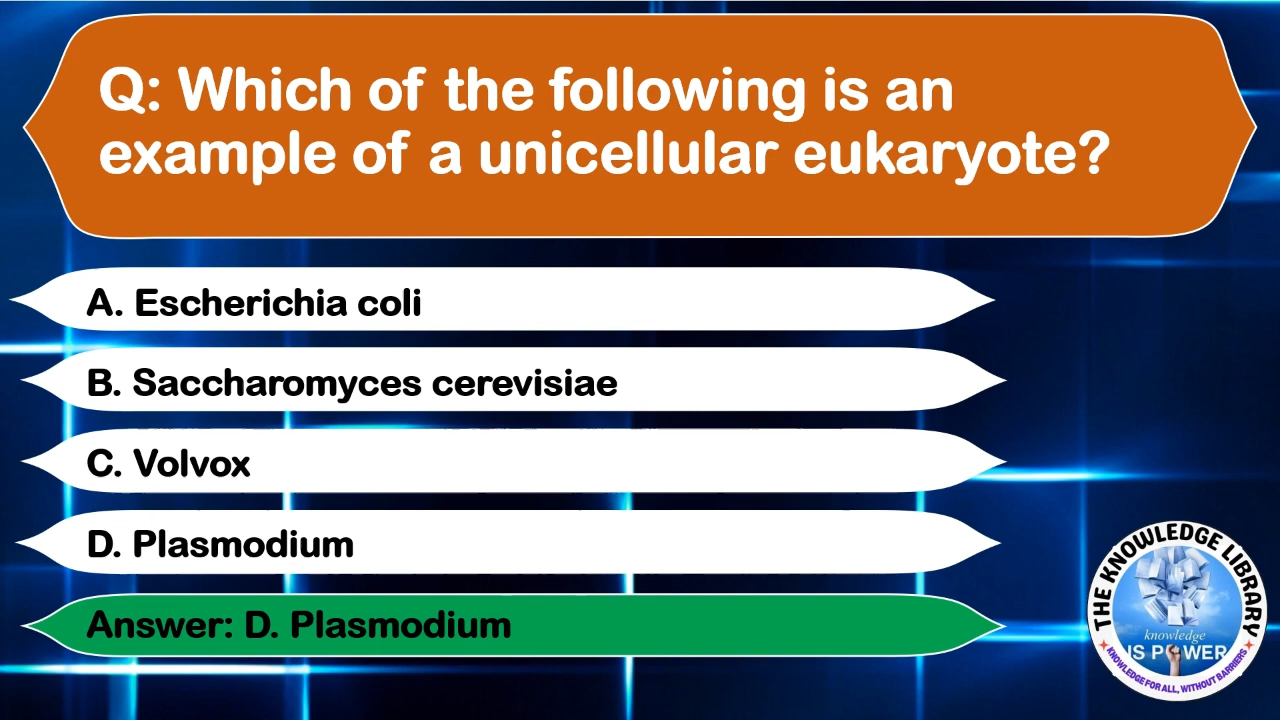 Q: Which of the following is an
example of a unicellular eukaryote?
A. Escherichia coli
B. Saccharomyces cerevisiae
C. Volvox
D. Plasmodium
Answer: D. Plasmodium
THE KNOWLEDGE LIBRARY
knowledge
IS POWER
KNOWLEDGE FOR ALL, WITHOUT BARRIERS